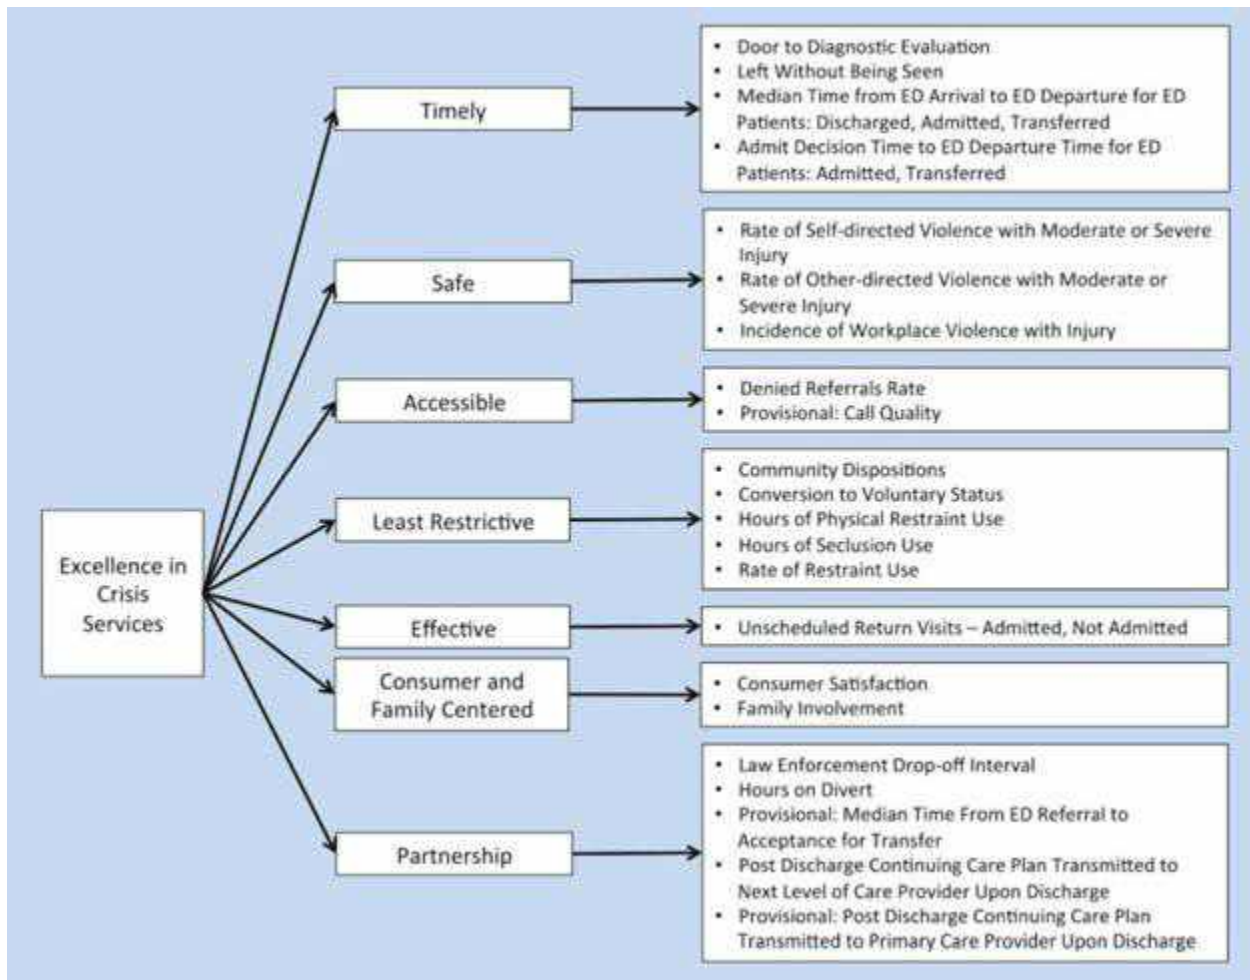 Excellence in
Crisis
Services
Timely
• Door to Diagnostic Evaluation
• Left Without Being Seen
• Median Time from ED Arrival to ED Departure for ED
Patients: Discharged, Admitted, Transferred
• Admit Decision Time to ED Departure Time for ED
Patients: Admitted, Transferred
Safe
• Rate of Self-directed Violence with Moderate or Severe
Injury
• Rate of Other-directed Violence with Moderate or
Severe Injury
• Incidence of Workplace Violence with Injury
Accessible
• Denied Referrals Rate
• Provisional: Call Quality
Least Restrictive
• Community Dispositions
• Conversion to Voluntary Status
• Hours of Physical Restraint Use
• Hours of Seclusion Use
• Rate of Restraint Use
Effective
• Unscheduled Return Visits – Admitted, Not Admitted
Consumer and
Family Centered
• Consumer Satisfaction
• Family Involvement
Partnership
• Law Enforcement Drop-off Interval
• Hours on Divert
• Provisional: Median Time From ED Referral to
Acceptance for Transfer
• Post Discharge Continuing Care Plan Transmitted to
Next Level of Care Provider Upon Discharge
• Provisional: Post Discharge Continuing Care Plan
Transmitted to Primary Care Provider Upon Discharge